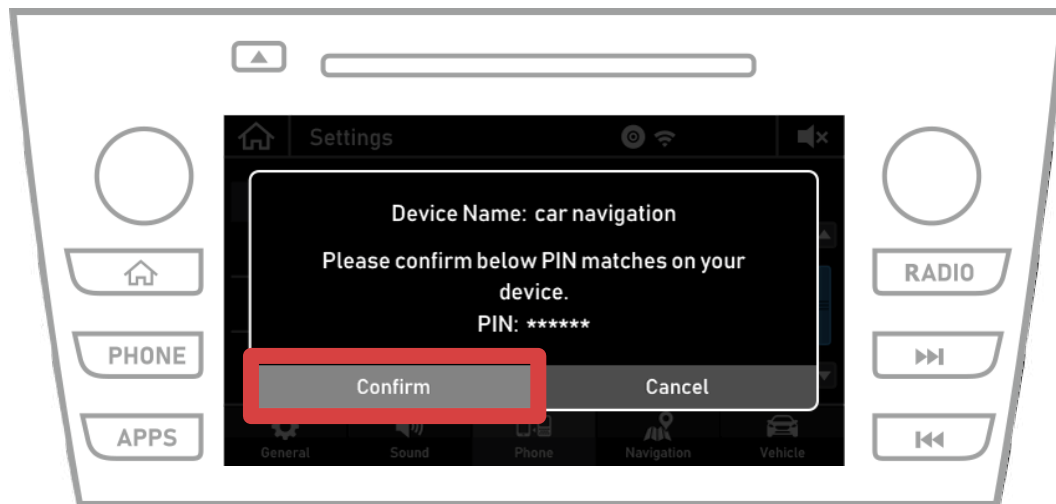 Settings
Device Name: car navigation
Please confirm below PIN matches on your
device.
PIN: ******
Confirm
Cancel
General
Sound
Phone
Navigation
Vehicle
PHONE
APPS
RADIO